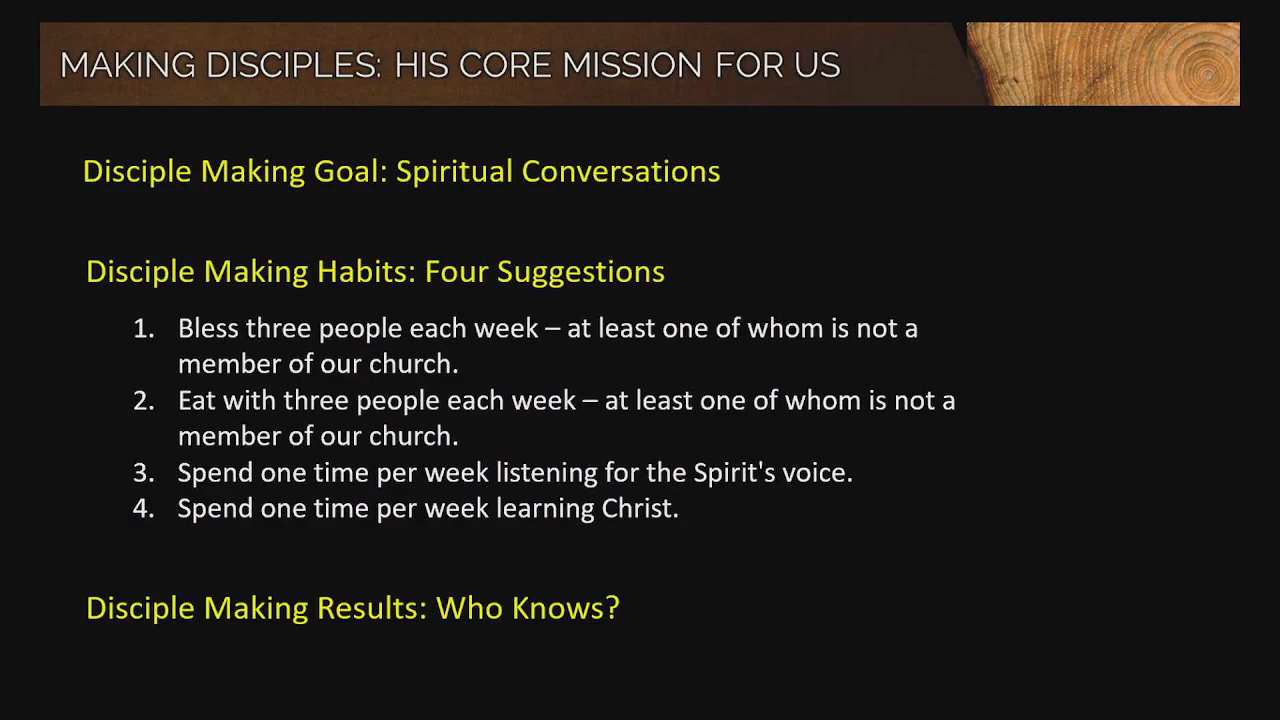 MAKING DISCIPLES: HIS CORE MISSION FOR US
Disciple Making Goal: Spiritual Conversations
Disciple Making Habits: Four Suggestions
1. Bless three people each week – at least one of whom is not a
member of our church.
2. Eat with three people each week – at least one of whom is not a
member of our church.
3. Spend one time per week listening for the Spirit's voice.
4. Spend one time per week learning Christ.
Disciple Making Results: Who Knows?